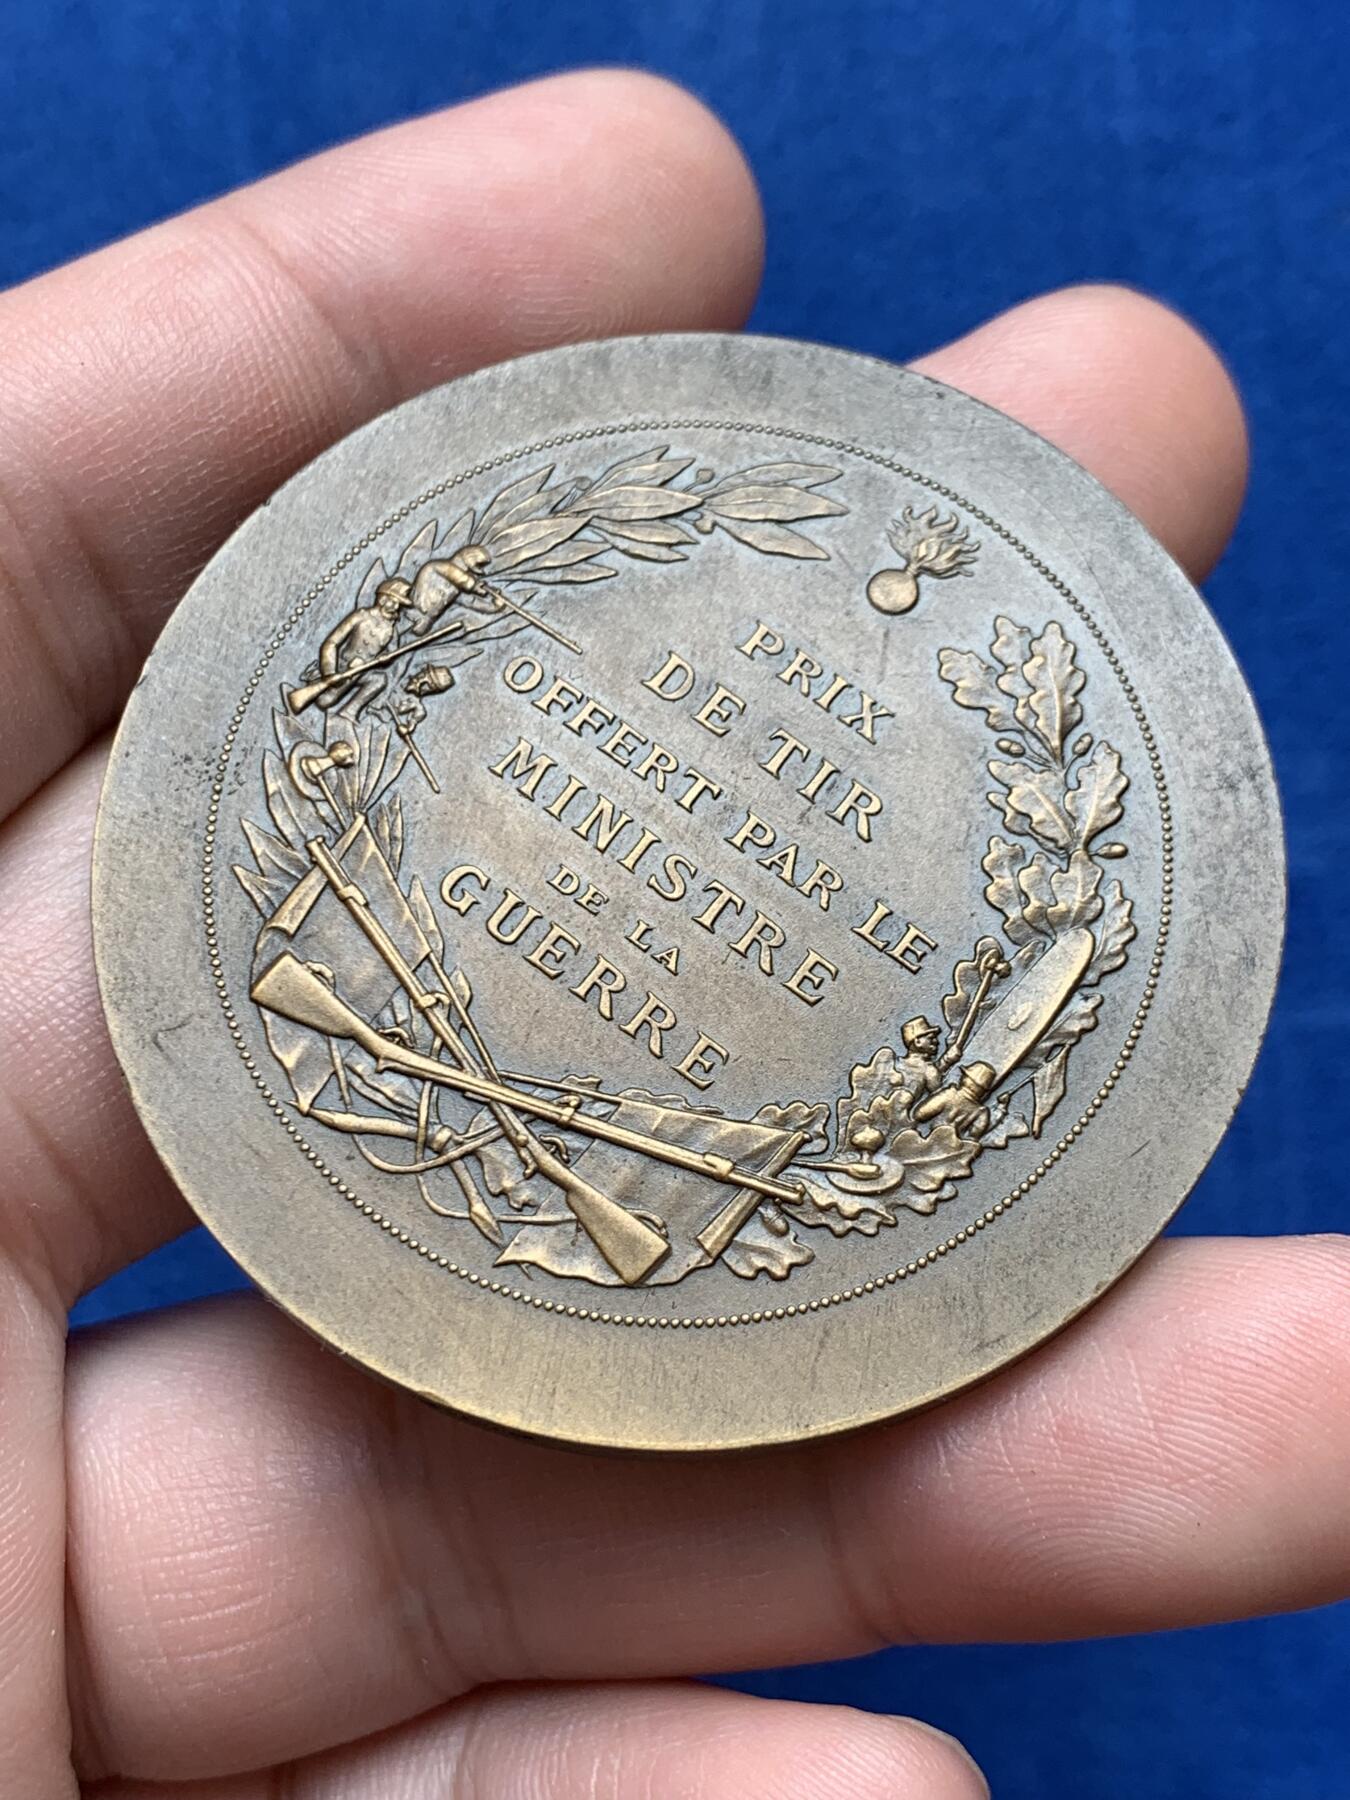 PRIX
DE TIR
OFFERT PAR LE
MINISTRE
DE LA
GUERRE